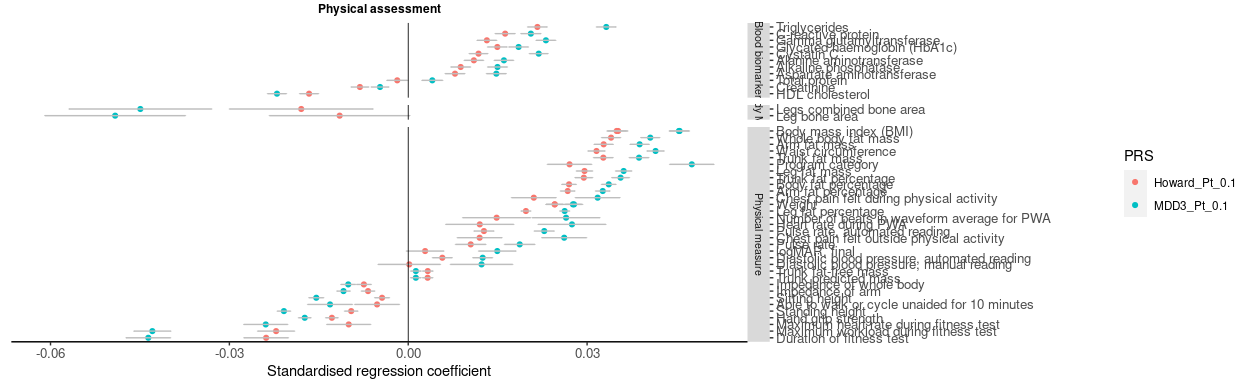 Physical assessment
Triglycerides
C-reactive protein
Gamma glutamyltransferase
Glycated haemoglobin (HbA1c)
Cystatin C
Alanine aminotransferase
Alkaline phosphatase
Aspartate aminotransferase
Total protein
Creatinine
HDL cholesterol
Blood biomarker
Legs combined bone area
Leg bone area
Body mass index (BMI)
Whole body fat mass
Arm fat mass
Waist circumference
Trunk fat mass
Program category
Leg fat mass
Trunk fat percentage
Body fat percentage
Arm fat percentage
Chest pain felt during physical activity
Weight
Leg fat percentage
Number of beats in waveform average for PWA
Mean rate during PWA
Pulse rate, automated reading
Chest pain felt outside physical activity
Pulse rate
logMAR, final
Diastolic blood pressure, automated reading
Diastolic blood pressure, manual reading
Trunk fat-free mass
Trunk predicted mass
Impedance of whole body
Impedance of arm
Sitting height
Able to walk or cycle unaided for 10 minutes
Standing height
Hand grip strength
Maximum heart rate during fitness test
Maximum workload during fitness test
Duration of fitness test
Physical measure
-0.06 -0.03 0.00 0.03
Standardised regression coefficient
PRS
Howard_Pt_0.1
MDD3_Pt_0.1